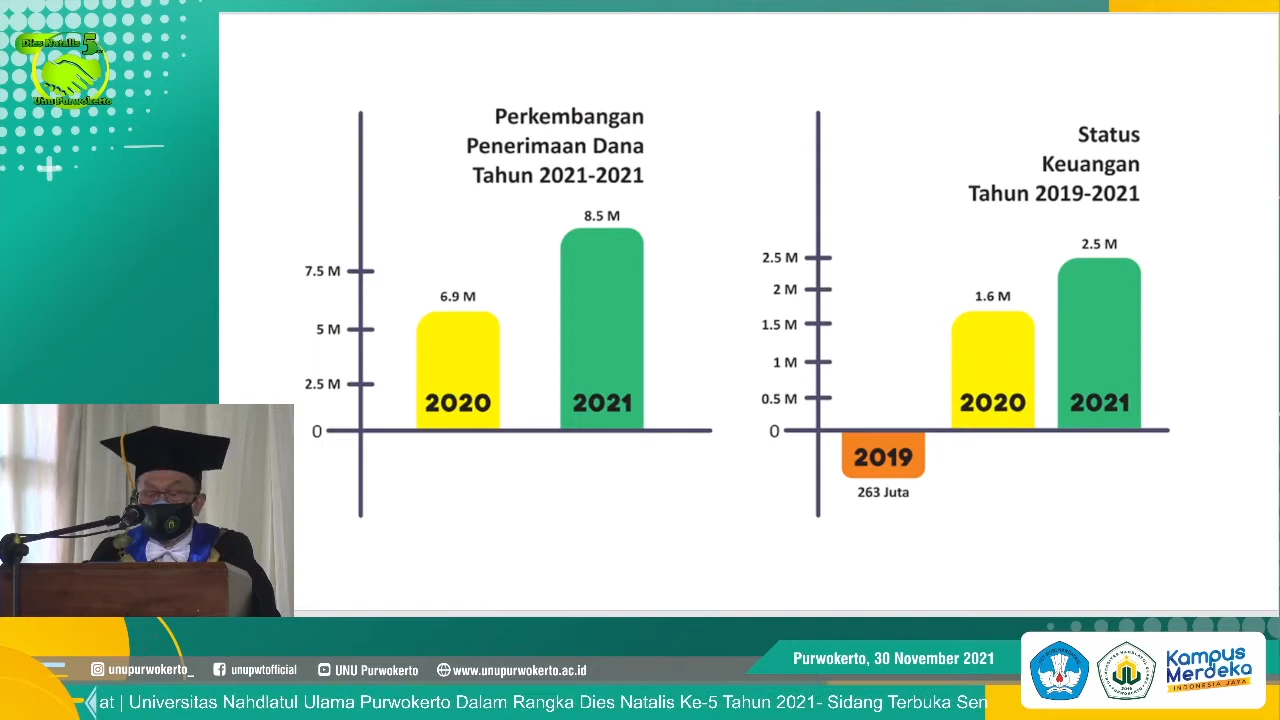 Dies Natalis 5
Unu Purwokerto
Perkembangan
Penerimaan Dana
Tahun 2021-2021
8.5 M
7.5 M
6.9 M
5 M
2.5 M
2020
2021
0
Status
Keuangan
Tahun 2019-2021
2.5 M
2.5 M
2 M
1.6 M
1.5 M
1 M
0.5 M
2020
2021
0
2019
263 Juta
unupurwokerto_
unupwtofficial
UNU Purwokerto
www.unupurwokerto.ac.id
Purwokerto, 30 November 2021
Kampus
Merdeka
INDONESIA JAYA
at | Universitas Nahdlatul Ulama Purwokerto Dalam Rangka Dies Natalis Ke-5 Tahun 2021- Sidang Terbuka Sen